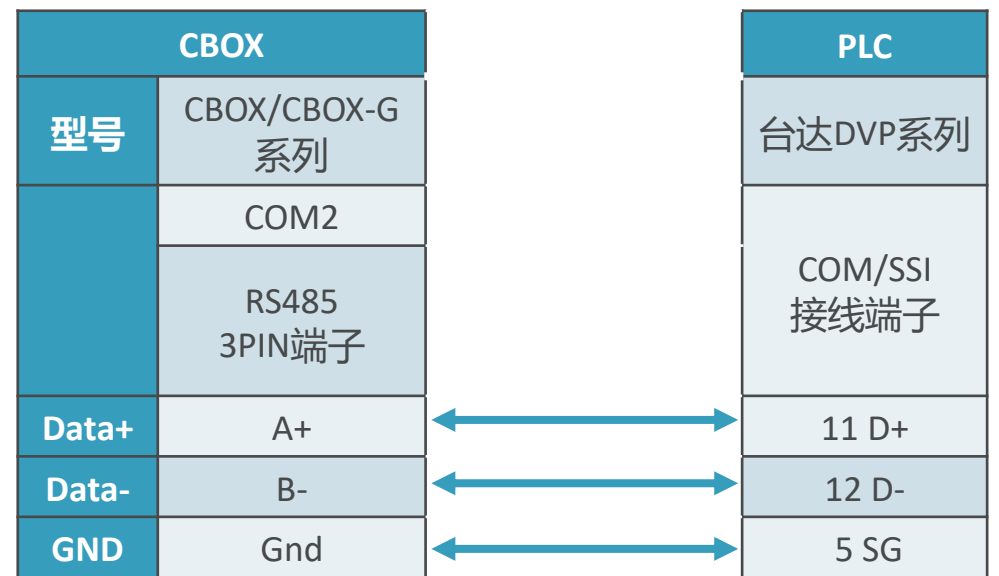 CBOX
PLC
型号
CBOX/CBOX-G
系列
台达DVP系列
COM2
RS485
3PIN端子
COM/SSI
接线端子
Data+
A+
11 D+
Data-
B-
12 D-
GND
Gnd
5 SG